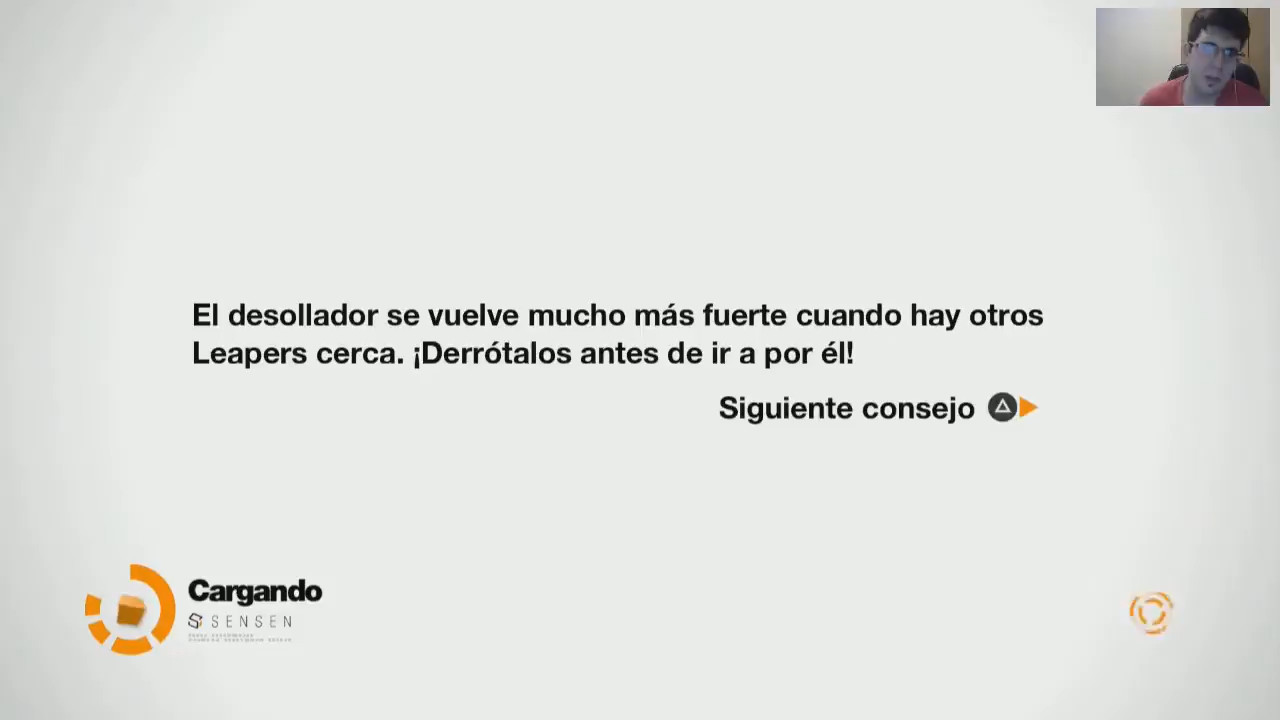 El desollador se vuelve mucho más fuerte cuando hay otros
Leapers cerca. ¡Derrótalos antes de ir a por él!
Siguiente consejo
Cargando
SENSEN